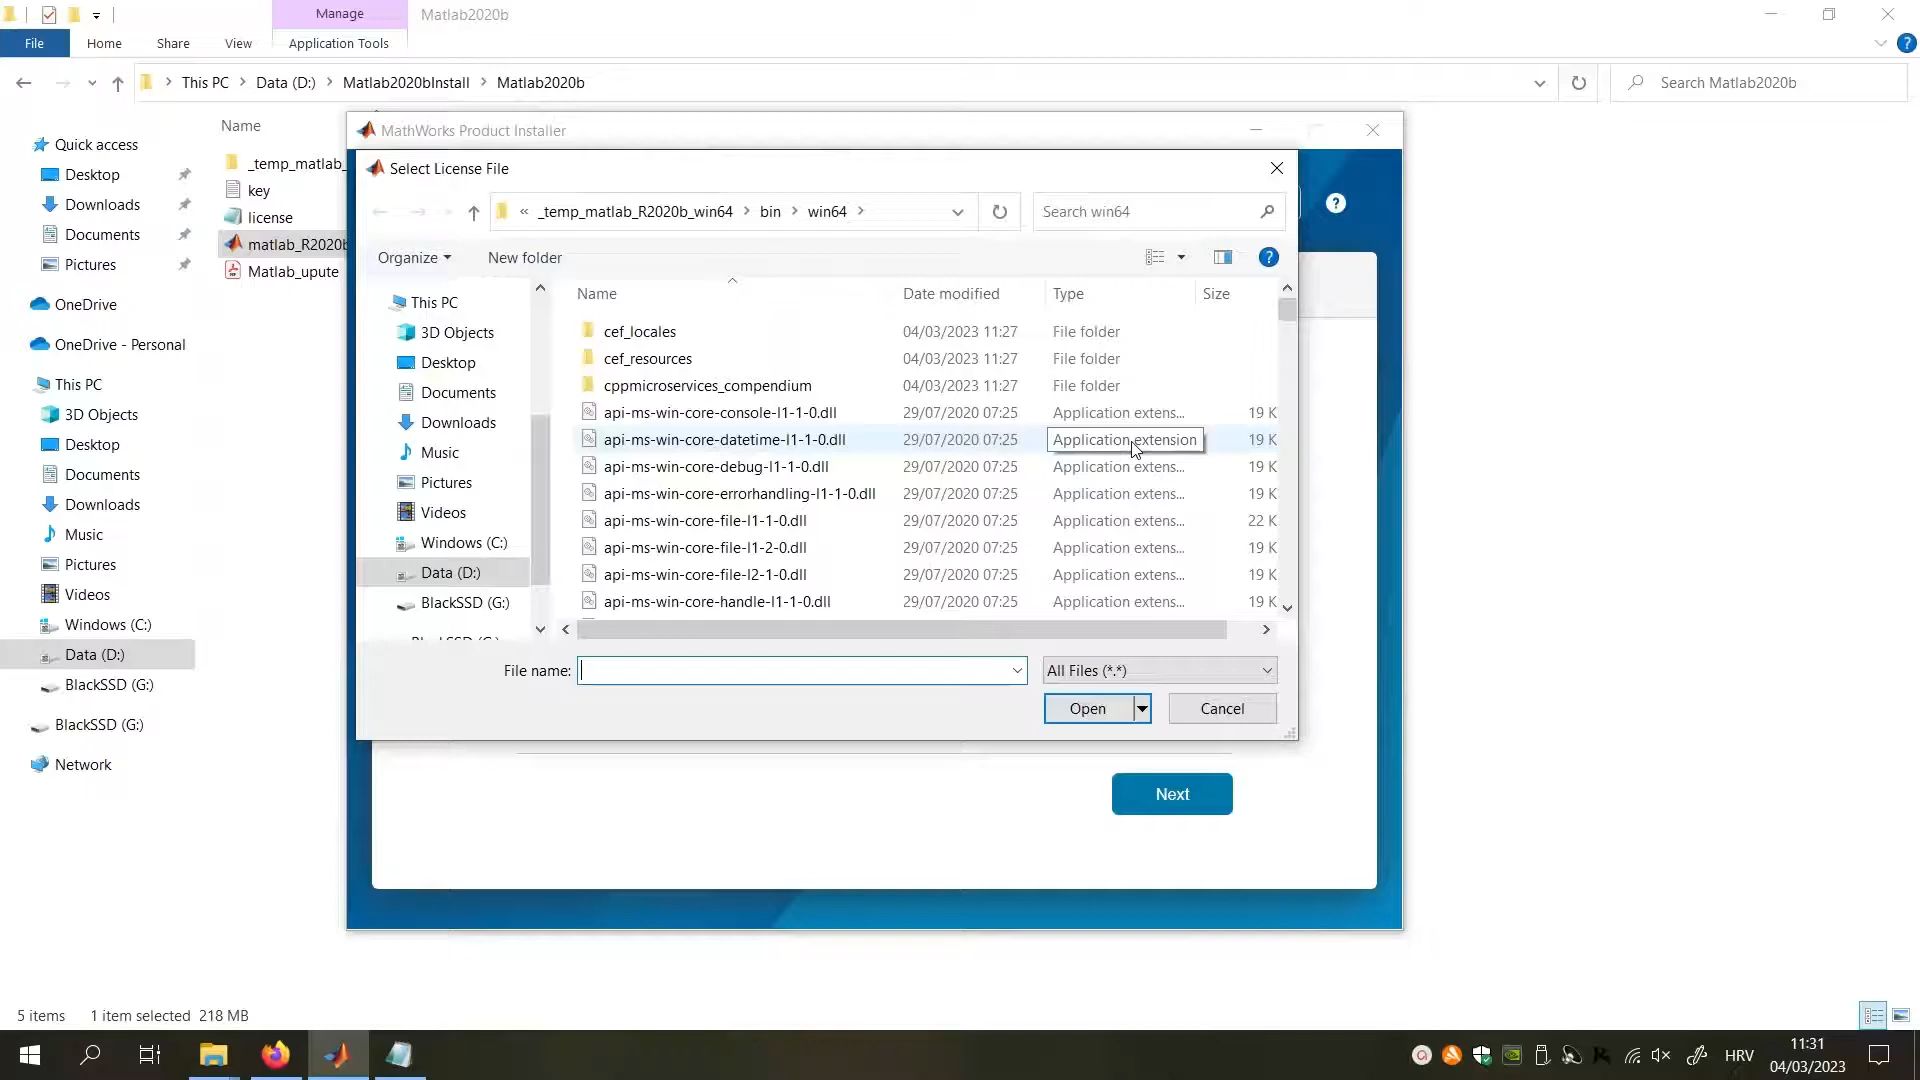 Manage
Matlab2020b
File
Home
Share
View
Application Tools
This PC
Data (D:)
Matlab2020bInstall
Matlab2020b
Search Matlab2020b
Quick access
Desktop
Downloads
Documents
Pictures
OneDrive
OneDrive - Personal
This PC
3D Objects
Desktop
Documents
Downloads
Music
Pictures
Videos
Windows (C:)
Data (D:)
BlackSSD (G:)
BlackSSD (G:)
Network
Name
_temp_matlab_
key
license
matlab_R2020b
Matlab_upute
MathWorks Product Installer
Select License File
« _temp_matlab_R2020b_win64
bin
win64
Search win64
Organize
New folder
This PC
3D Objects
Desktop
Documents
Downloads
Music
Pictures
Videos
Windows (C:)
Data (D:)
BlackSSD (G:)
Name Date modified Type Size
cef_locales 04/03/2023 11:27 File folder
cef_resources 04/03/2023 11:27 File folder
cppmicroservices_compendium 04/03/2023 11:27 File folder
api-ms-win-core-console-l1-1-0.dll 29/07/2020 07:25 Application extens... 19 K
api-ms-win-core-datetime-l1-1-0.dll 29/07/2020 07:25 Application extension 19 K
api-ms-win-core-debug-l1-1-0.dll 29/07/2020 07:25 Application extens... 19 K
api-ms-win-core-errorhandling-l1-1-0.dll 29/07/2020 07:25 Application extens... 19 K
api-ms-win-core-file-l1-1-0.dll 29/07/2020 07:25 Application extens... 22 K
api-ms-win-core-file-l1-2-0.dll 29/07/2020 07:25 Application extens... 19 K
api-ms-win-core-file-l2-1-0.dll 29/07/2020 07:25 Application extens... 19 K
api-ms-win-core-handle-l1-1-0.dll 29/07/2020 07:25 Application extens... 19 K
File name:
All Files (*.*)
Open
Cancel
Next
5 items
1 item selected 218 MB
HRV
11:31
04/03/2023